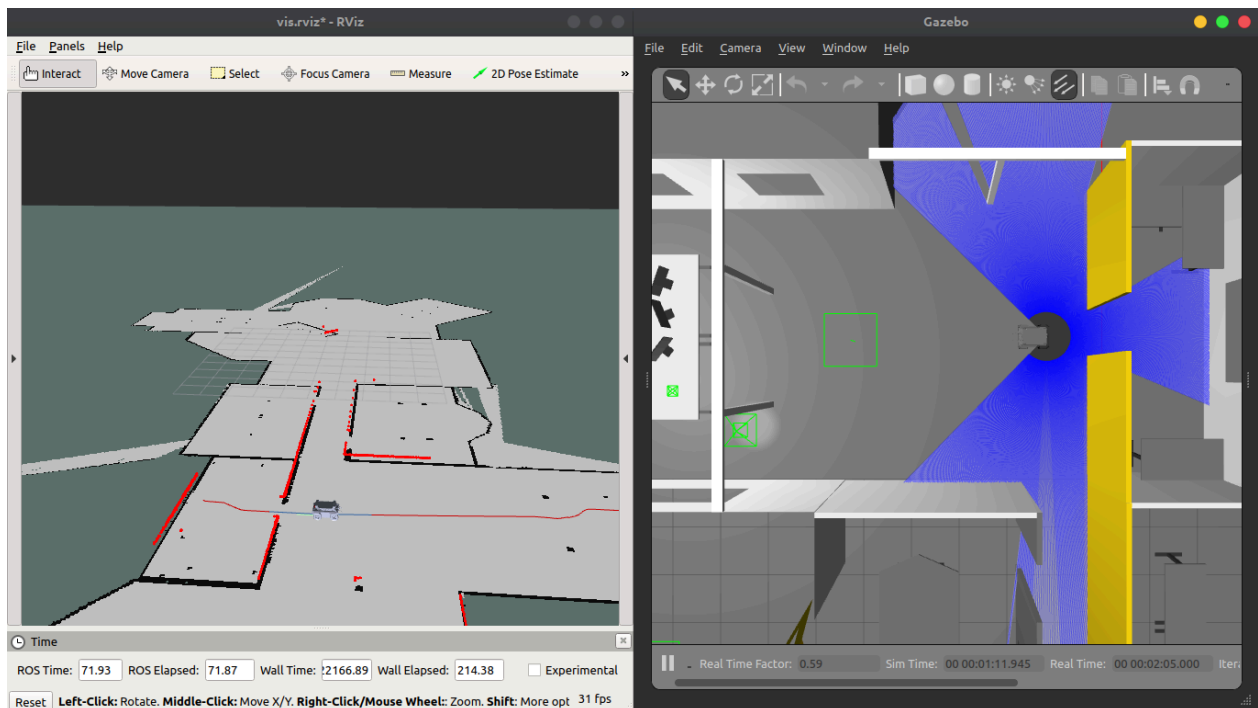 vis.rviz* - RViz
File Panels Help
Interact Move Camera Select Focus Camera Measure 2D Pose Estimate »
Time
ROS Time: 71.93 ROS Elapsed: 71.87 Wall Time: 2166.89 Wall Elapsed: 214.38 Experimental
Reset Left-Click: Rotate. Middle-Click: Move X/Y. Right-Click/Mouse Wheel:: Zoom. Shift: More opt 31 fps
Gazebo
File Edit Camera View Window Help
Real Time Factor: 0.59 Sim Time: 00 00:01:11.945 Real Time: 00 00:02:05.000 Itera